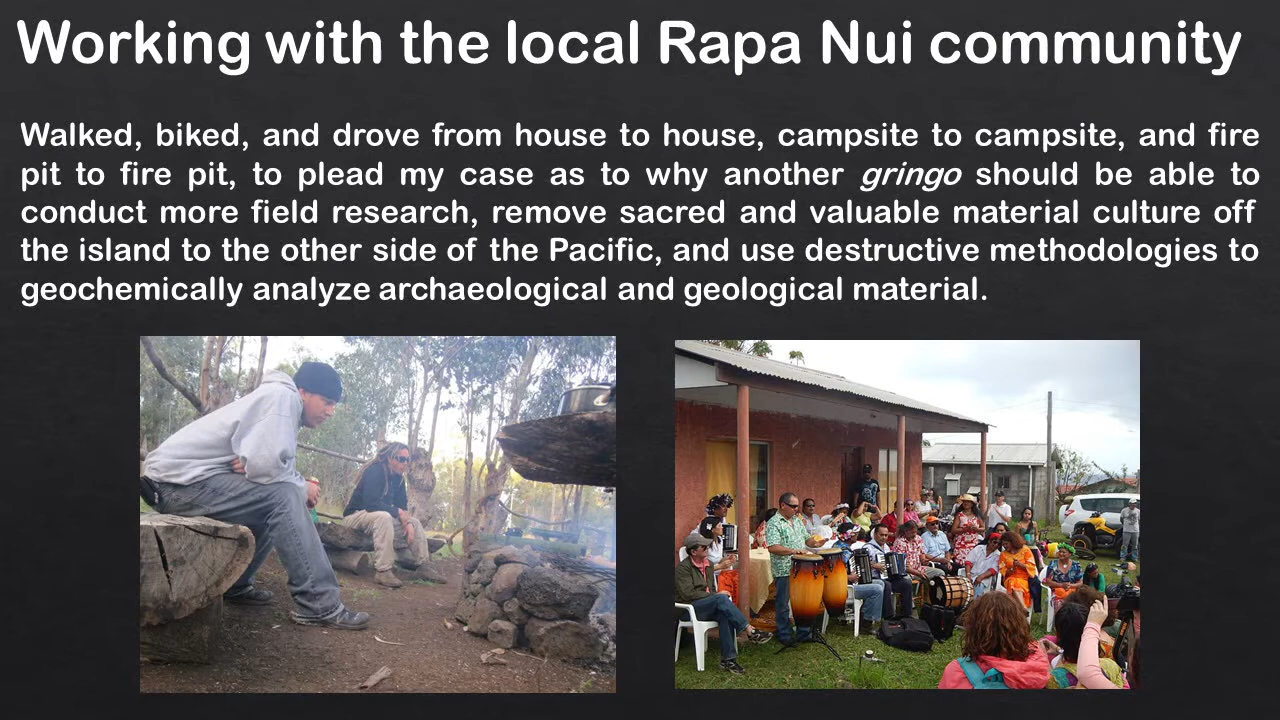 Working with the local Rapa Nui community
Walked, biked, and drove from house to house, campsite to campsite, and fire
pit to fire pit, to plead my case as to why another gringo should be able to
conduct more field research, remove sacred and valuable material culture off
the island to the other side of the Pacific, and use destructive methodologies to
geochemically analyze archaeological and geological material.